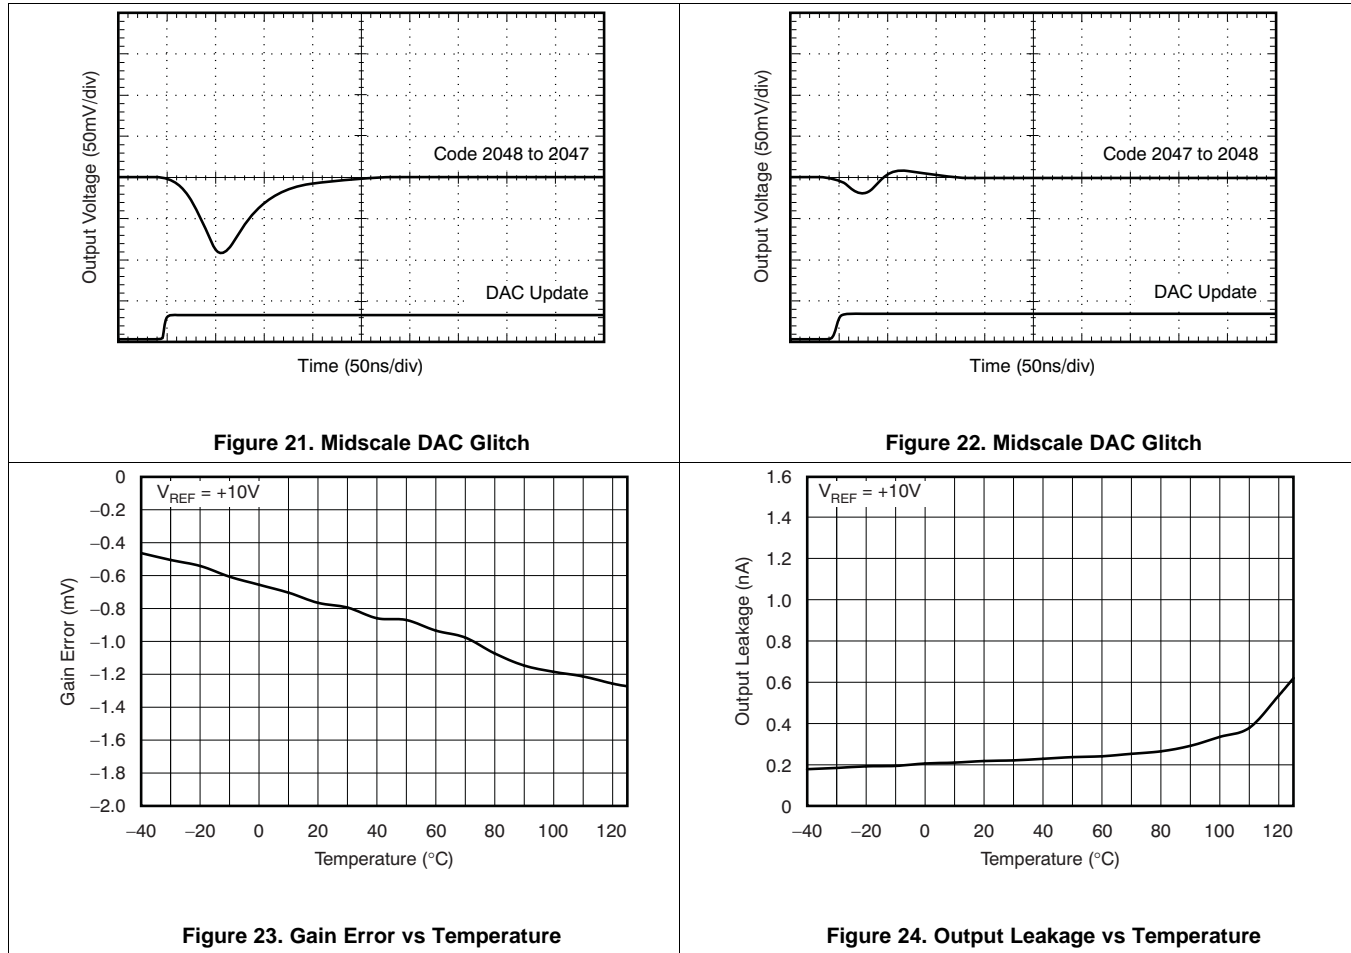 Output Voltage (50mV/div)
Code 2048 to 2047
DAC Update
Time (50ns/div)
Figure 21. Midscale DAC Glitch
Output Voltage (50mV/div)
Code 2047 to 2048
DAC Update
Time (50ns/div)
Figure 22. Midscale DAC Glitch
Gain Error (mV)
0
−0.2
−0.4
−0.6
−0.8
−1.0
−1.2
−1.4
−1.6
−1.8
−2.0
VREF = +10V
−40 −20 0 20 40 60 80 100 120
Temperature (°C)
Figure 23. Gain Error vs Temperature
Output Leakage (nA)
1.6
1.4
1.2
1.0
0.8
0.6
0.4
0.2
0
VREF = +10V
−40 −20 0 20 40 60 80 100 120
Temperature (°C)
Figure 24. Output Leakage vs Temperature